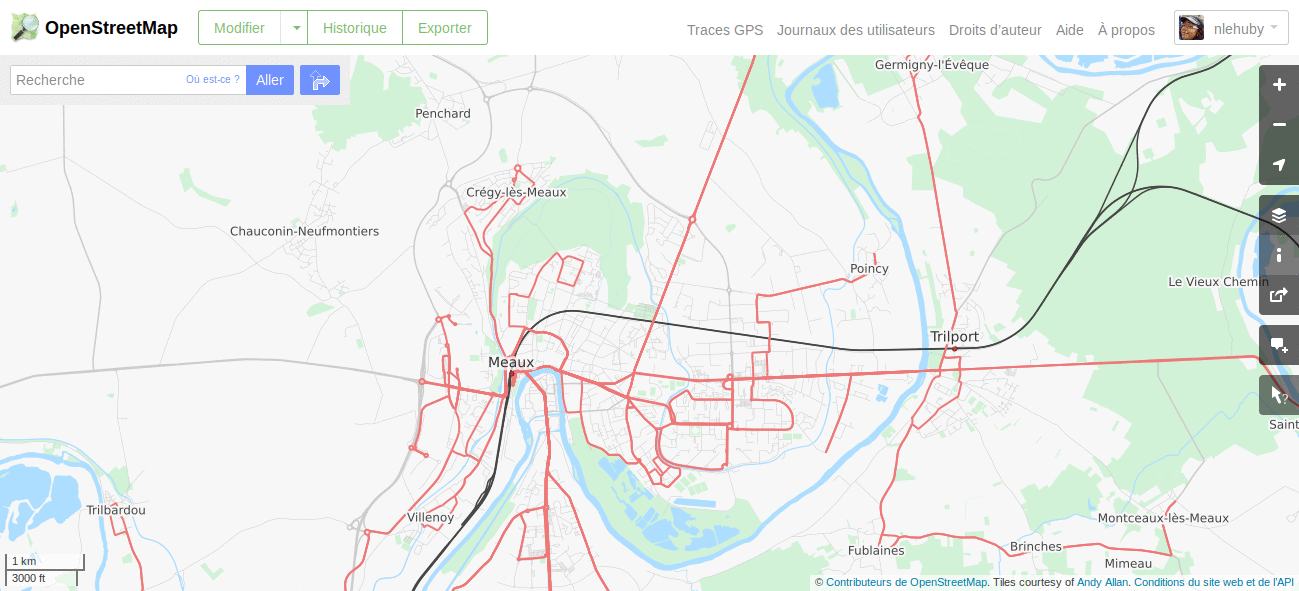 OpenStreetMap Modifier Historique Exporter Traces GPS Journaux des utilisateurs Droits d'auteur Aide À propos nlehuby
Recherche Où est-ce ? Aller
Germigny-l'Évêque
Penchard
Crégy-lès-Meaux
Chauconin-Neufmontiers
Poincy
Le Vieux Chemin
Trilport
Meaux
Saint
Trilbardou
Villenoy
Montceaux-lès-Meaux
Fublaines
Brinches
Mimeau
1 km
3000 ft
© Contributeurs de OpenStreetMap. Tiles courtesy of Andy Allan. Conditions du site web et de l'API